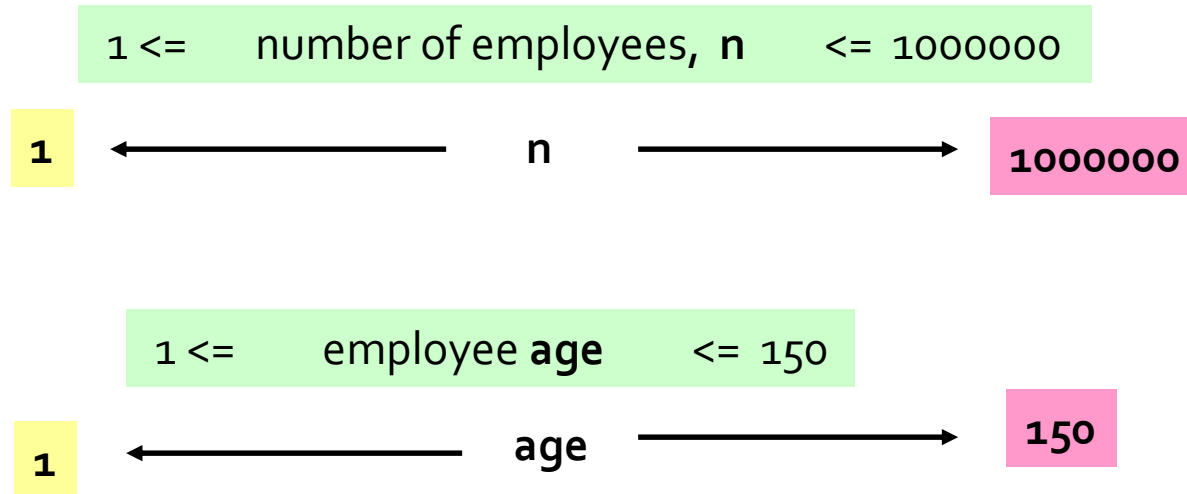 1 <= number of employees, n <= 1000000
1 n 1000000
1 <= employee age <= 150
1 age 150